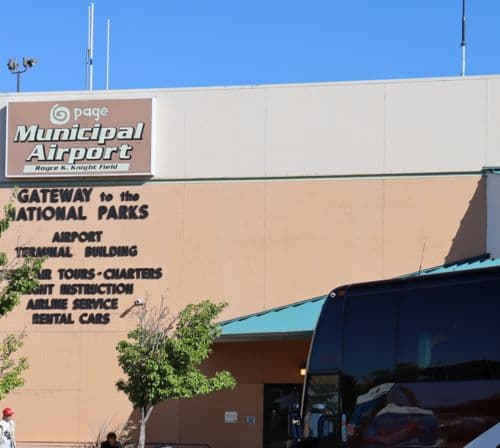 page
Municipal
Airport
Royce K. Knight Field
GATEWAY to the
NATIONAL PARKS
AIRPORT
TERMINAL BUILDING
AIR TOURS - CHARTERS
INSTRUCTION
AIRLINE SERVICE
RENTAL CARS